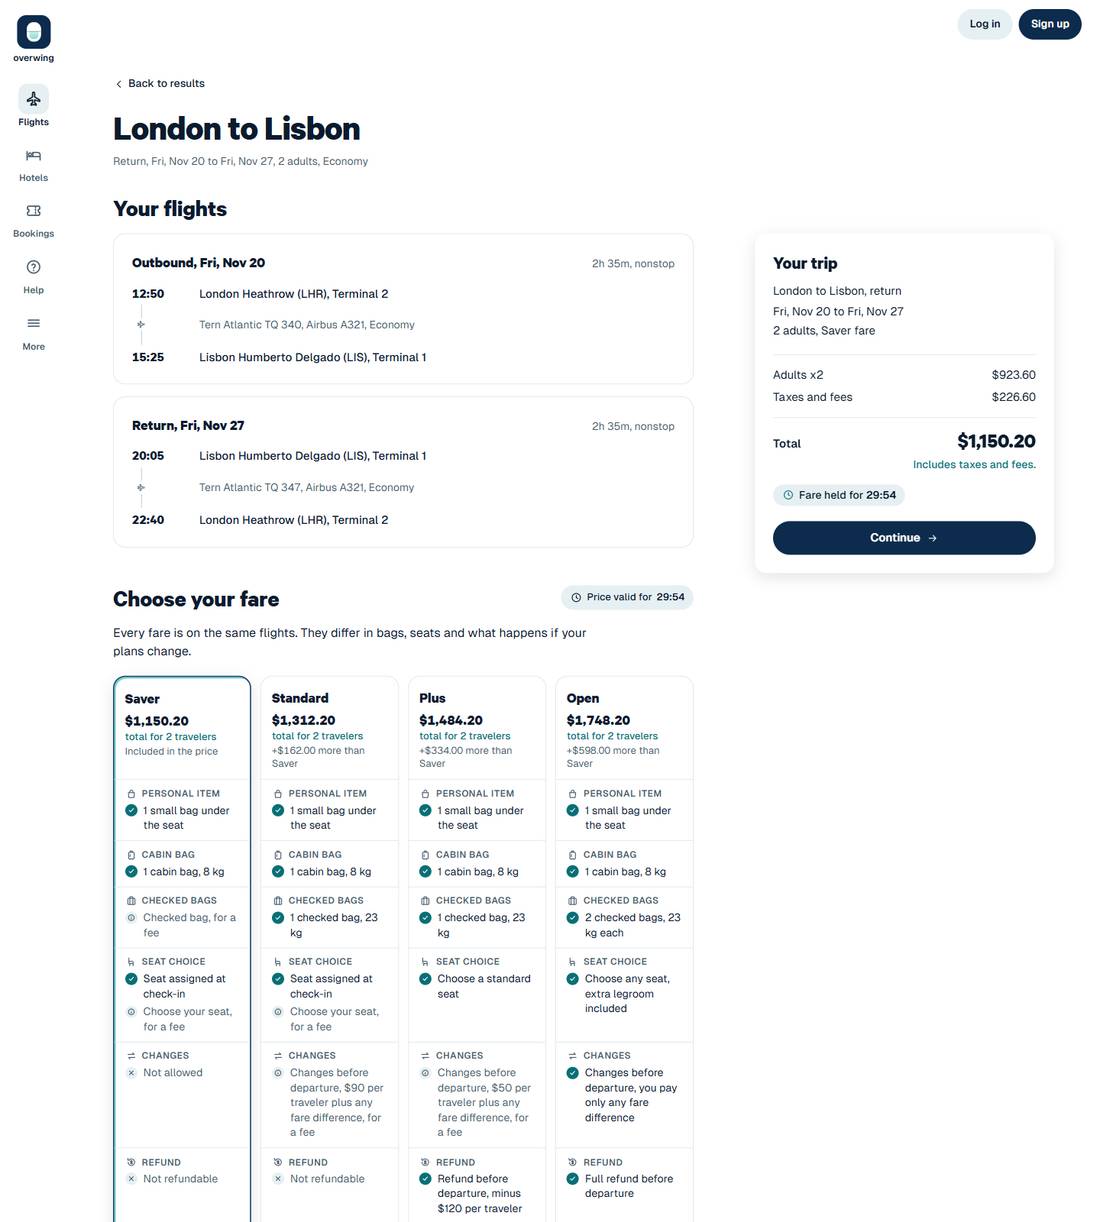 overwing
Flights
Hotels
Bookings
Help
More
Log in
Sign up
Back to results
London to Lisbon
Return, Fri, Nov 20 to Fri, Nov 27, 2 adults, Economy
Your flights
Outbound, Fri, Nov 20
2h 35m, nonstop
12:50 London Heathrow (LHR), Terminal 2
Tern Atlantic TQ 340, Airbus A321, Economy
15:25 Lisbon Humberto Delgado (LIS), Terminal 1
Return, Fri, Nov 27
2h 35m, nonstop
20:05 Lisbon Humberto Delgado (LIS), Terminal 1
Tern Atlantic TQ 347, Airbus A321, Economy
22:40 London Heathrow (LHR), Terminal 2
Your trip
London to Lisbon, return
Fri, Nov 20 to Fri, Nov 27
2 adults, Saver fare
Adults x2 $923.60
Taxes and fees $226.60
Total $1,150.20
Includes taxes and fees.
Fare held for 29:54
Continue
Choose your fare
Price valid for 29:54
Every fare is on the same flights. They differ in bags, seats and what happens if your
plans change.
Saver
$1,150.20
total for 2 travelers
Included in the price
PERSONAL ITEM
1 small bag under
the seat
CABIN BAG
1 cabin bag, 8 kg
CHECKED BAGS
Checked bag, for a
fee
SEAT CHOICE
Seat assigned at
check-in
Choose your seat,
for a fee
CHANGES
Not allowed
REFUND
Not refundable
Standard
$1,312.20
total for 2 travelers
+$162.00 more than
Saver
PERSONAL ITEM
1 small bag under
the seat
CABIN BAG
1 cabin bag, 8 kg
CHECKED BAGS
1 checked bag, 23
kg
SEAT CHOICE
Seat assigned at
check-in
Choose your seat,
for a fee
CHANGES
Changes before
departure, $90 per
traveler plus any
fare difference, for
a fee
REFUND
Not refundable
Plus
$1,484.20
total for 2 travelers
+$334.00 more than
Saver
PERSONAL ITEM
1 small bag under
the seat
CABIN BAG
1 cabin bag, 8 kg
CHECKED BAGS
1 checked bag, 23
kg
SEAT CHOICE
Choose a standard
seat
CHANGES
Changes before
departure, $50 per
traveler plus any
fare difference, for
a fee
REFUND
Refund before
departure, minus
$120 per traveler
Open
$1,748.20
total for 2 travelers
+$598.00 more than
Saver
PERSONAL ITEM
1 small bag under
the seat
CABIN BAG
1 cabin bag, 8 kg
CHECKED BAGS
2 checked bags, 23
kg each
SEAT CHOICE
Choose any seat,
extra legroom
included
CHANGES
Changes before
departure, you pay
only any fare
difference
REFUND
Full refund before
departure